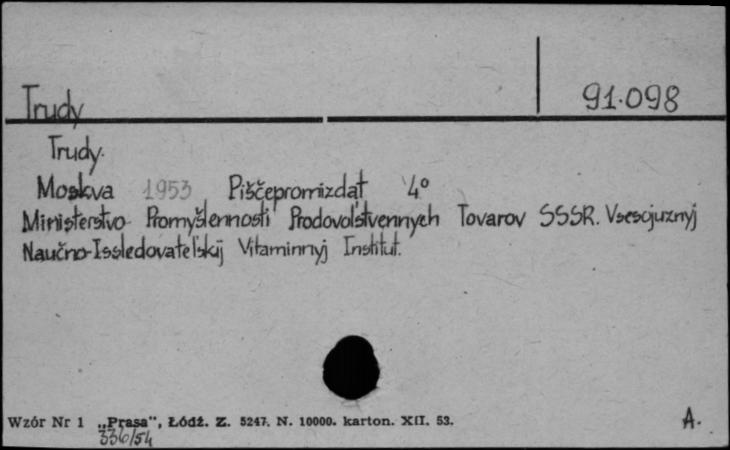 Trudy 91.098
Trudy.
Moskva 1953 Piščepromizdat 4°
Ministerstvo Promyšlennosti Prodovol'stvennych Tovarov SSSR. Vsesojuznyj
Naučno-Issledovatel'skij Vitaminnyj Institut.
Wzór Nr 1 „Prasa", Łódź. Z. 5247. N. 10000. karton. XII. 53. A.
336/54